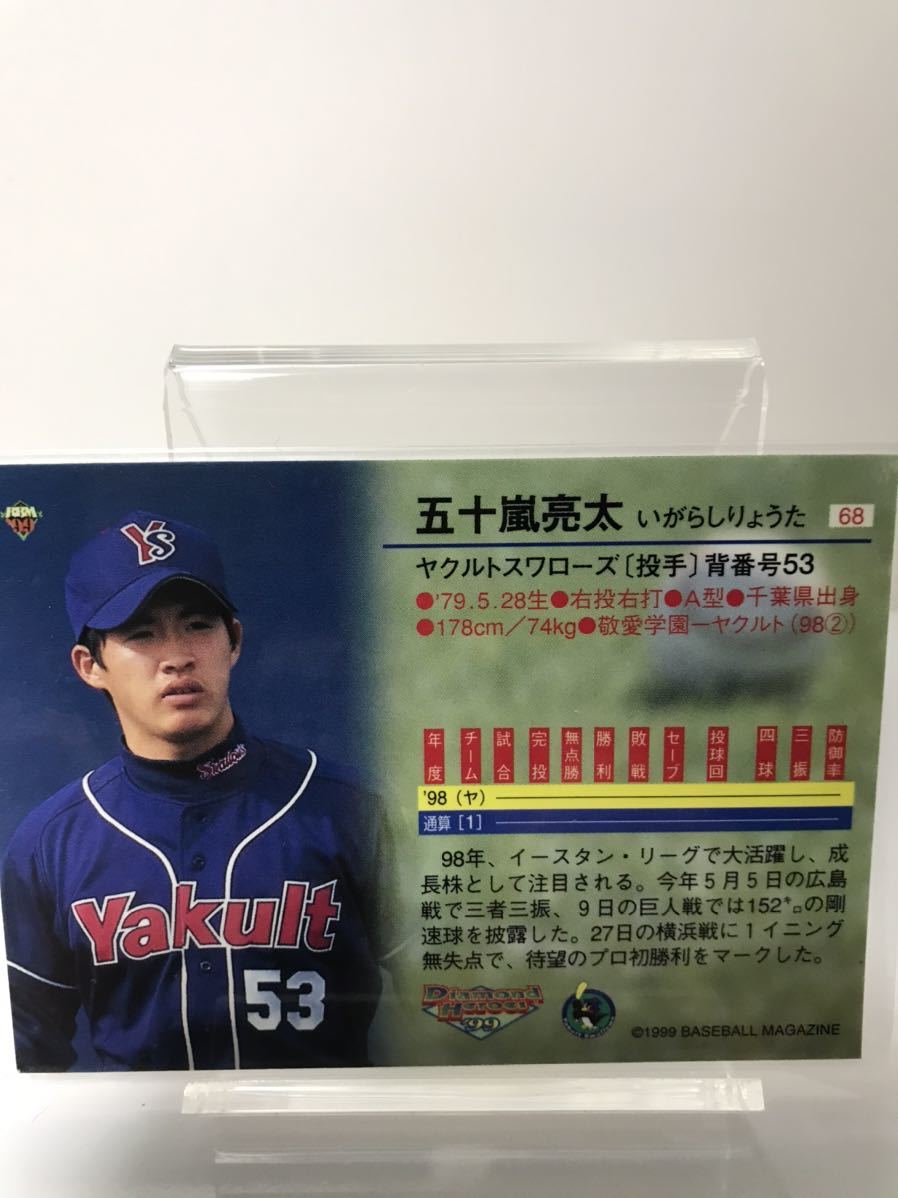 BBM '99
五十嵐亮太 いがらしりょうた 68
ヤクルトスワローズ〔投手〕背番号53
●'79.5.28生●右投右打●A型●千葉県出身
●178cm/74kg●敬愛学園ーヤクルト(98②)
年度 チーム 試合 完投 無点勝 勝利 敗戦 セーブ 投球回 四球 三振 防御率
'98(ヤ)
通算[1]
98年、イースタン・リーグで大活躍し、成
長株として注目される。今年5月5日の広島
戦で三者三振、9日の巨人戦では152㌔の剛
速球を披露した。27日の横浜戦に1イニング
無失点で、待望のプロ初勝利をマークした。
Diamond
Heroes
'99
©1999 BASEBALL MAGAZINE
Y's
Swallows
Yakult
53